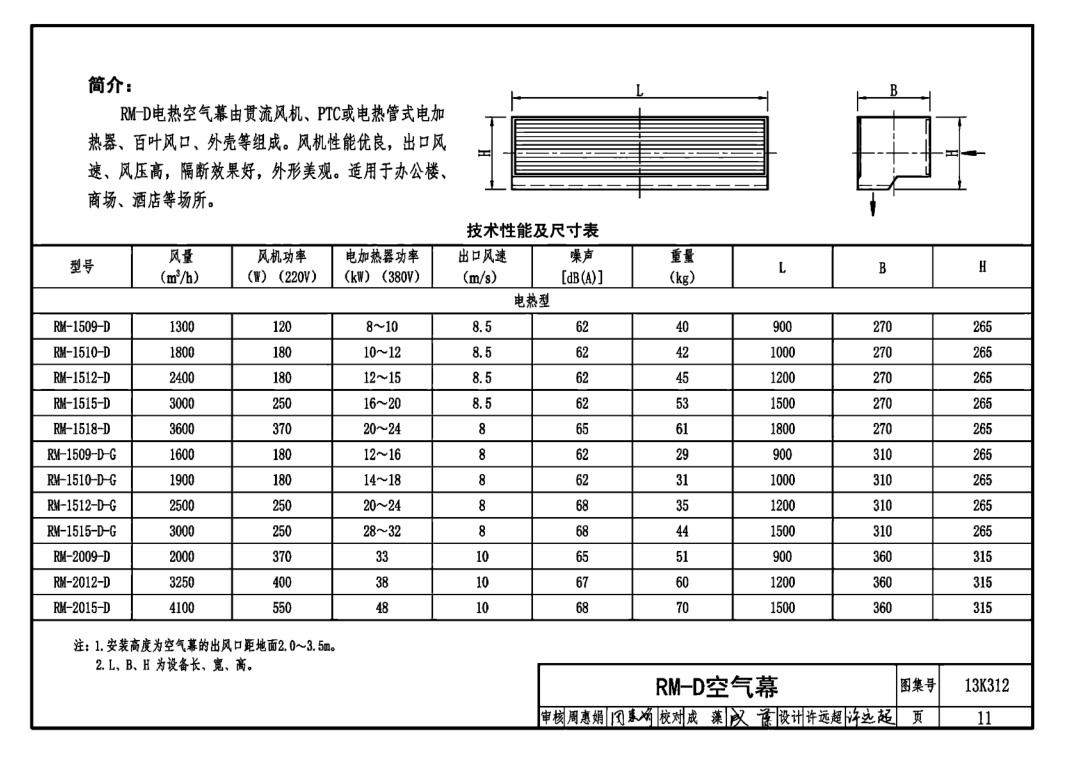 简介：
RM-D电热空气幕由贯流风机、PTC或电热管式电加
热器、百叶风口、外壳等组成。风机性能优良，出口风
速、风压高，隔断效果好，外形美观。适用于办公楼、
商场、酒店等场所。
L
H
B
H
技术性能及尺寸表
型号 风量 (m³/h) 风机功率 (W) (220V) 电加热器功率 (kW) (380V) 出口风速 (m/s) 噪声 [dB(A)] 重量 (kg) L B H
电热型
RM-1509-D 1300 120 8～10 8.5 62 40 900 270 265
RM-1510-D 1800 180 10～12 8.5 62 42 1000 270 265
RM-1512-D 2400 180 12～15 8.5 62 45 1200 270 265
RM-1515-D 3000 250 16～20 8.5 62 53 1500 270 265
RM-1518-D 3600 370 20～24 8 65 61 1800 270 265
RM-1509-D-G 1600 180 12～16 8 62 29 900 310 265
RM-1510-D-G 1900 180 14～18 8 62 31 1000 310 265
RM-1512-D-G 2500 250 20～24 8 68 35 1200 310 265
RM-1515-D-G 3000 250 28～32 8 68 44 1500 310 265
RM-2009-D 2000 370 33 10 65 51 900 360 315
RM-2012-D 3250 400 38 10 67 60 1200 360 315
RM-2015-D 4100 550 48 10 68 70 1500 360 315
注：1.安装高度为空气幕的出风口距地面2.0～3.5m。
2.L、B、H 为设备长、宽、高。
RM-D空气幕 图集号 13K312
审核 周惠娟 周惠娟 校对 成 藻 成藻 设计 许远超 许远超 页 11